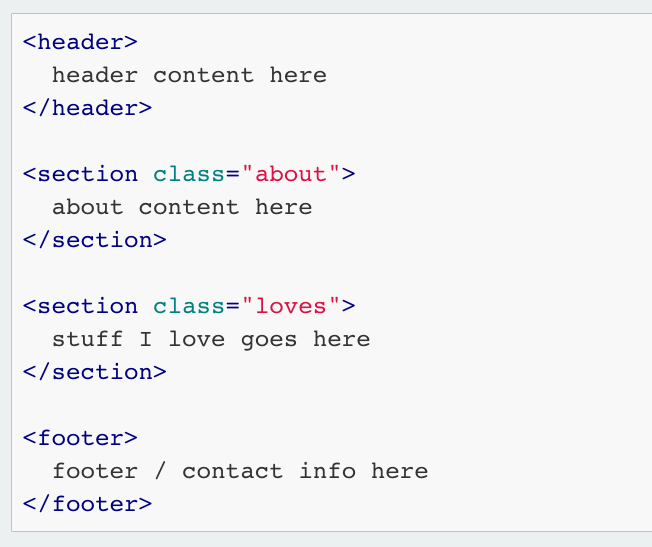 <header>
  header content here
</header>

<section class="about">
  about content here
</section>

<section class="loves">
  stuff I love goes here
</section>

<footer>
  footer / contact info here
</footer>